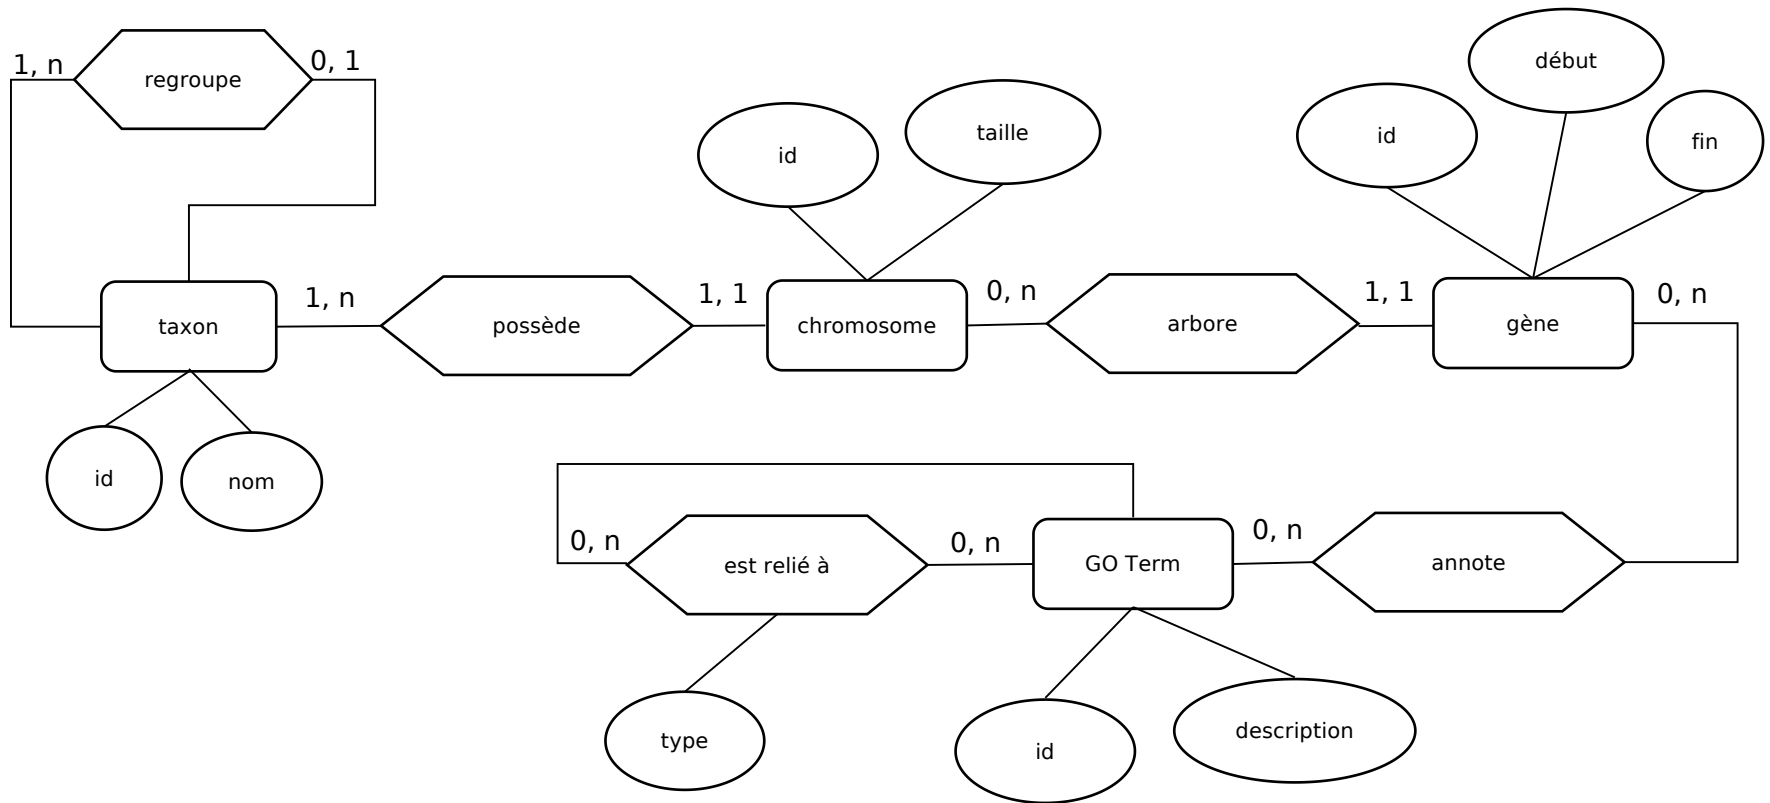 début
1, n
regroupe
0, 1
id
taille
id
fin
1, n
possède
1, 1
chromosome
0, n
arbore
1, 1
gène
0, n
taxon
id
nom
0, n
est relié à
0, n
GO Term
0, n
annote
type
id
description